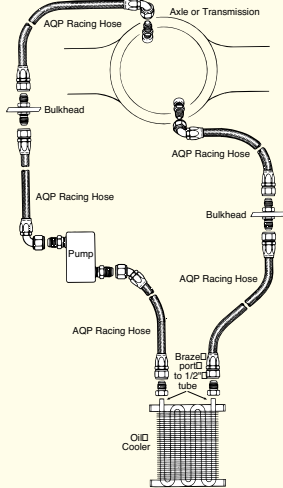 Axle or Transmission
AQP Racing Hose
Bulkhead
AQP Racing Hose
AQP Racing Hose
Bulkhead
Pump
AQP Racing Hose
AQP Racing Hose
Braze□
port□
to 1/2"□
tube
Oil□
Cooler